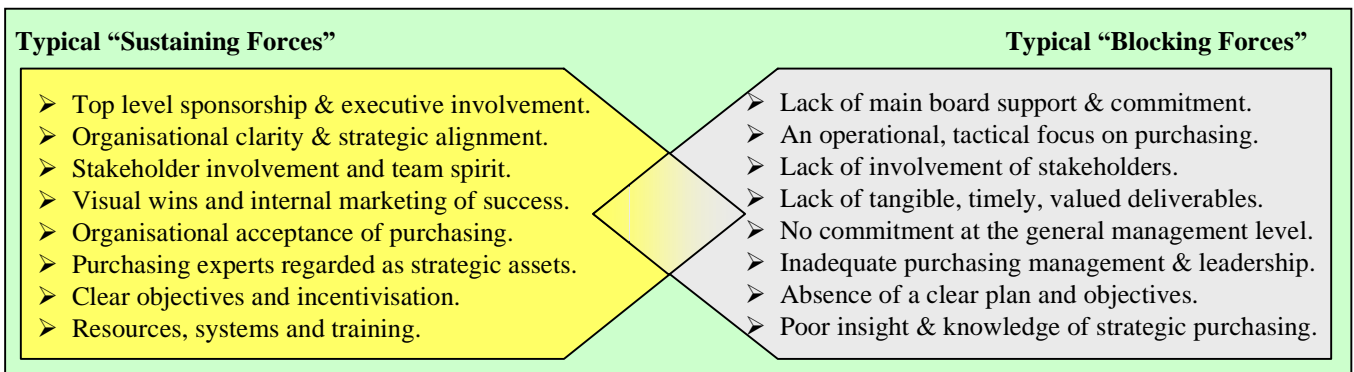 Typical “Sustaining Forces”
➢ Top level sponsorship & executive involvement.
➢ Organisational clarity & strategic alignment.
➢ Stakeholder involvement and team spirit.
➢ Visual wins and internal marketing of success.
➢ Organisational acceptance of purchasing.
➢ Purchasing experts regarded as strategic assets.
➢ Clear objectives and incentivisation.
➢ Resources, systems and training.
Typical “Blocking Forces”
➢ Lack of main board support & commitment.
➢ An operational, tactical focus on purchasing.
➢ Lack of involvement of stakeholders.
➢ Lack of tangible, timely, valued deliverables.
➢ No commitment at the general management level.
➢ Inadequate purchasing management & leadership.
➢ Absence of a clear plan and objectives.
➢ Poor insight & knowledge of strategic purchasing.